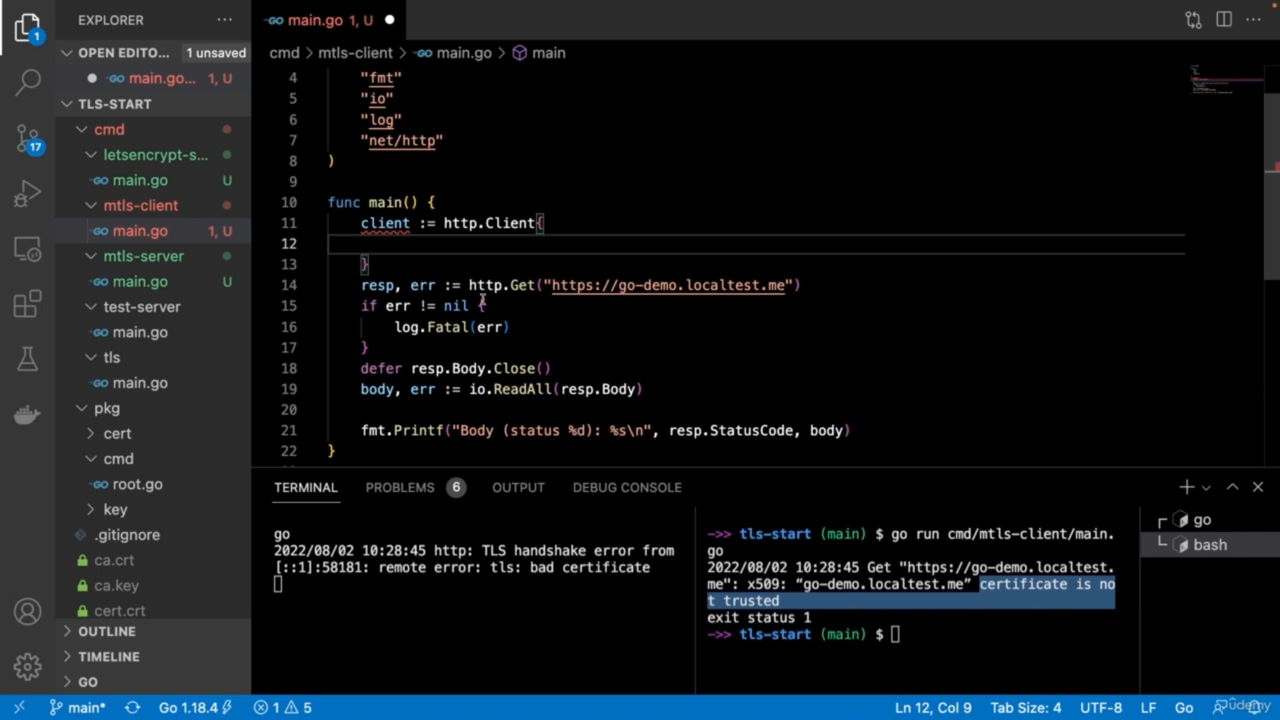 EXPLORER
OPEN EDITO... 1 unsaved
main.go... 1, U
TLS-START
cmd
letsencrypt-s...
main.go U
mtls-client
main.go 1, U
mtls-server
main.go U
test-server
main.go
tls
main.go
pkg
cert
cmd
root.go
key
.gitignore
ca.crt
ca.key
cert.crt
OUTLINE
TIMELINE
GO
1
17
main.go 1, U
cmd > mtls-client > main.go > main
4 "fmt"
5 "io"
6 "log"
7 "net/http"
8 )
9
10 func main() {
11 client := http.Client{
12
13 }
14 resp, err := http.Get("https://go-demo.localtest.me")
15 if err != nil {
16 log.Fatal(err)
17 }
18 defer resp.Body.Close()
19 body, err := io.ReadAll(resp.Body)
20
21 fmt.Printf("Body (status %d): %s\n", resp.StatusCode, body)
22 }
TERMINAL PROBLEMS 6 OUTPUT DEBUG CONSOLE
go
2022/08/02 10:28:45 http: TLS handshake error from
[::1]:58181: remote error: tls: bad certificate
->> tls-start (main) $ go run cmd/mtls-client/main.
go
2022/08/02 10:28:45 Get "https://go-demo.localtest.
me": x509: “go-demo.localtest.me” certificate is no
t trusted
exit status 1
->> tls-start (main) $
go
bash
main* Go 1.18.4 1 5 Ln 12, Col 9 Tab Size: 4 UTF-8 LF Go
Udemy